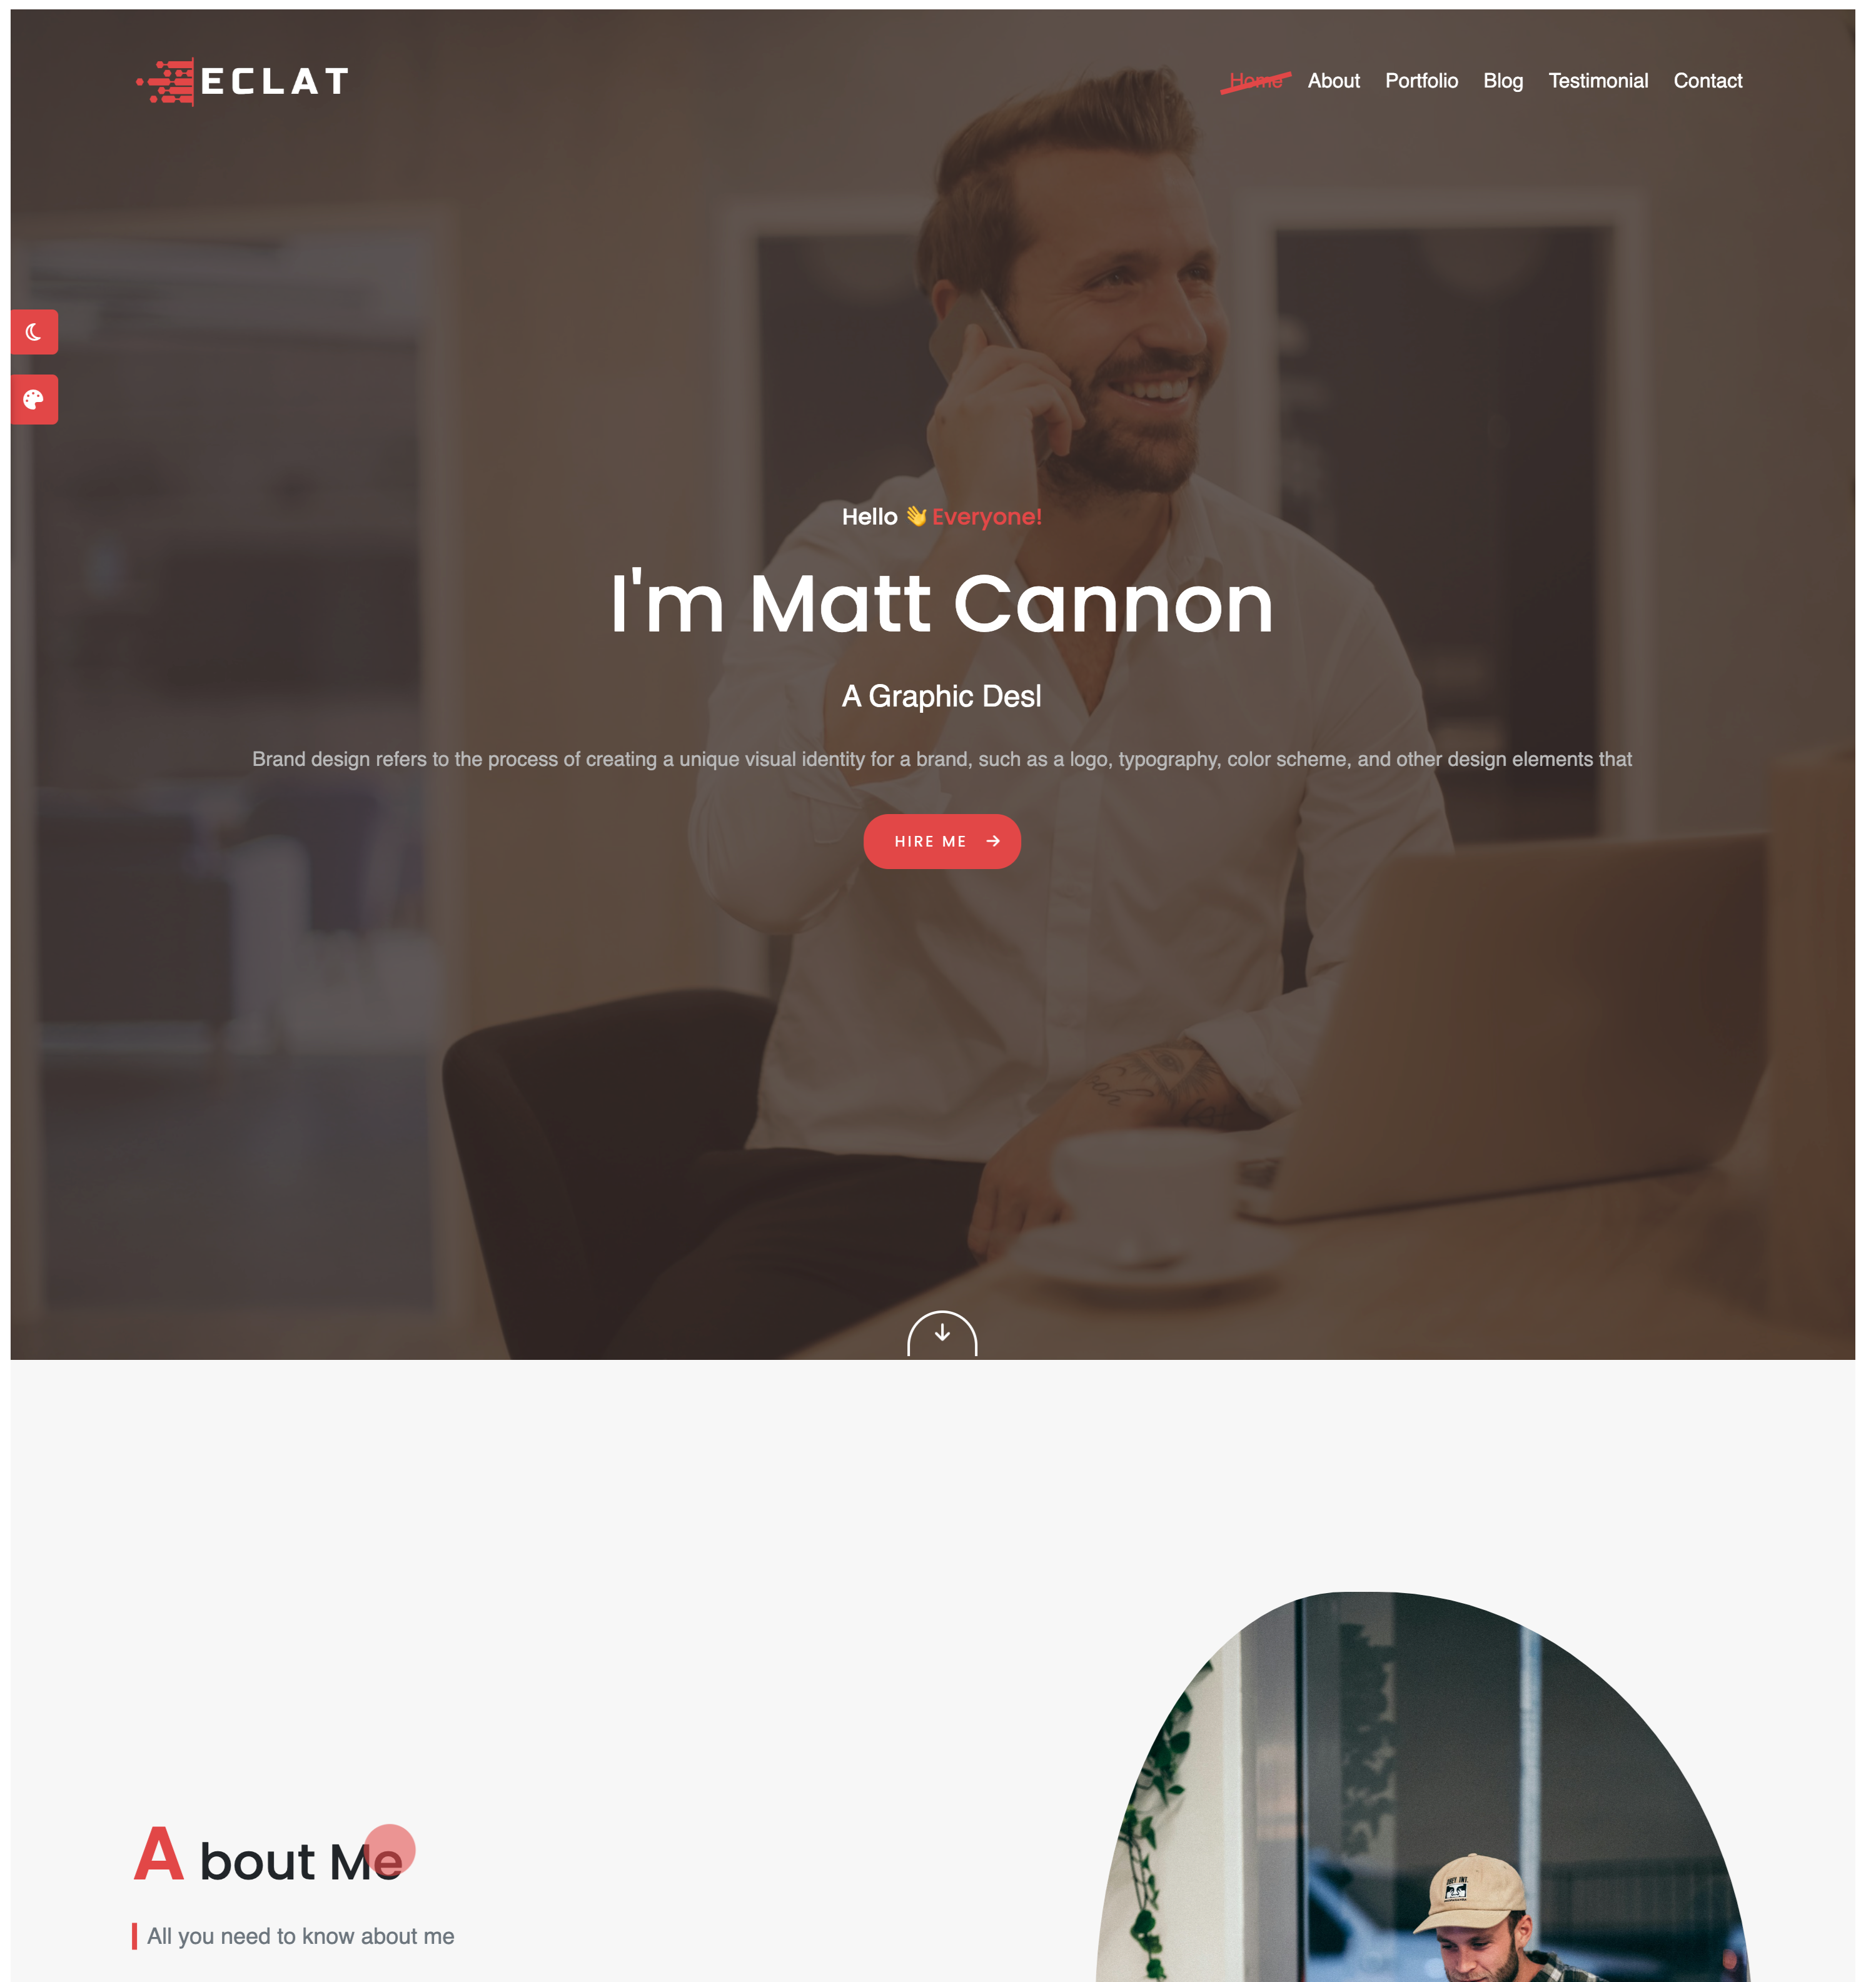 ECLAT
Home About Portfolio Blog Testimonial Contact
Hello 👋 Everyone!
I'm Matt Cannon
A Graphic Desl
Brand design refers to the process of creating a unique visual identity for a brand, such as a logo, typography, color scheme, and other design elements that
HIRE ME
A bout Me
All you need to know about me